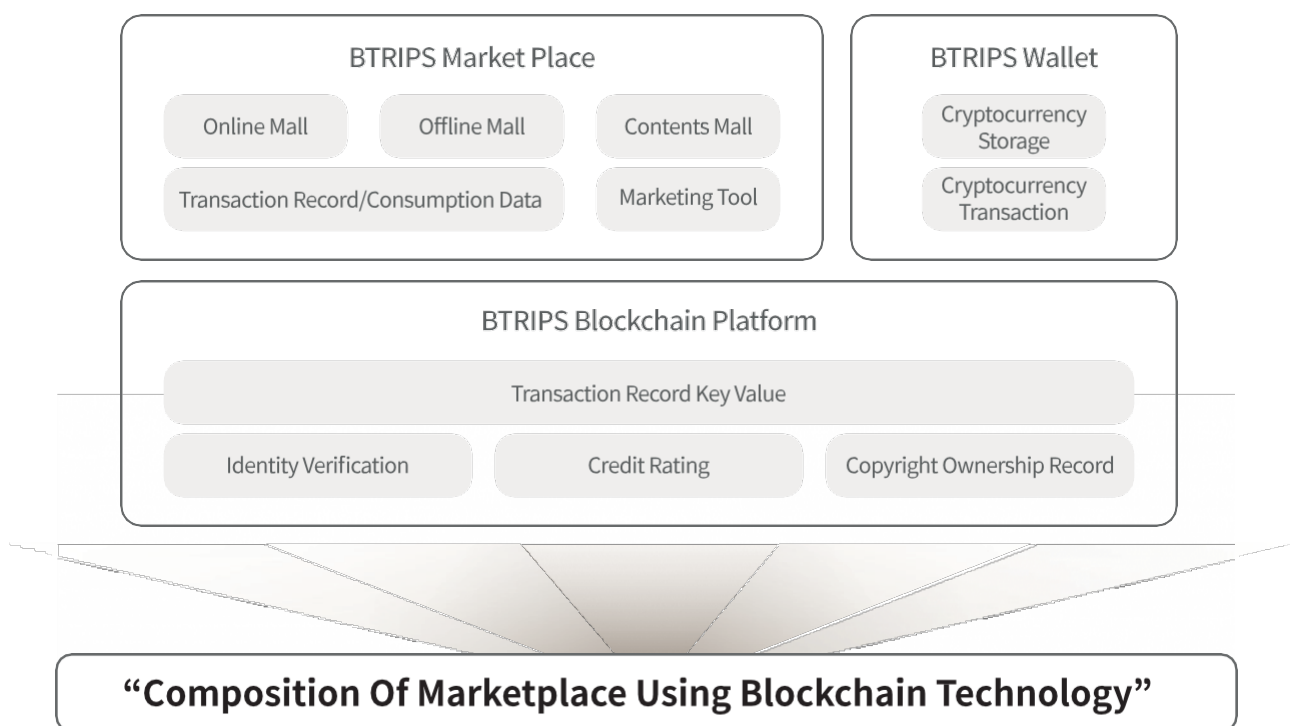 BTRIPS Market Place
Online Mall
Offline Mall
Contents Mall
Transaction Record/Consumption Data
Marketing Tool
BTRIPS Wallet
Cryptocurrency
Storage
Cryptocurrency
Transaction
BTRIPS Blockchain Platform
Transaction Record Key Value
Identity Verification
Credit Rating
Copyright Ownership Record
“Composition Of Marketplace Using Blockchain Technology”